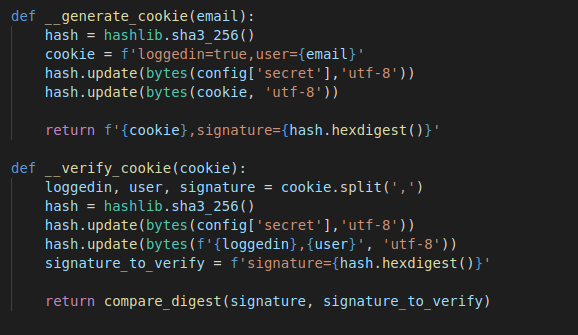 def __generate_cookie(email):
    hash = hashlib.sha3_256()
    cookie = f'loggedin=true,user={email}'
    hash.update(bytes(config['secret'],'utf-8'))
    hash.update(bytes(cookie, 'utf-8'))

    return f'{cookie},signature={hash.hexdigest()}'

def __verify_cookie(cookie):
    loggedin, user, signature = cookie.split(',')
    hash = hashlib.sha3_256()
    hash.update(bytes(config['secret'],'utf-8'))
    hash.update(bytes(f'{loggedin},{user}', 'utf-8'))
    signature_to_verify = f'signature={hash.hexdigest()}'

    return compare_digest(signature, signature_to_verify)